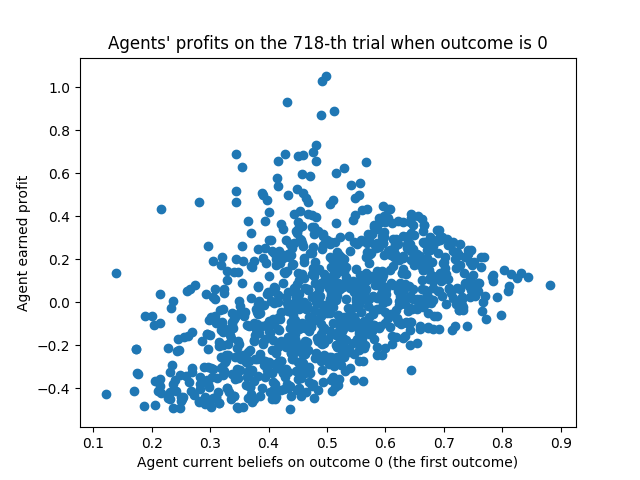 Agents' profits on the 718-th trial when outcome is 0
1.0
0.8
0.6
0.4
0.2
0.0
−0.2
−0.4
Agent earned profit
0.1 0.2 0.3 0.4 0.5 0.6 0.7 0.8 0.9
Agent current beliefs on outcome 0 (the first outcome)